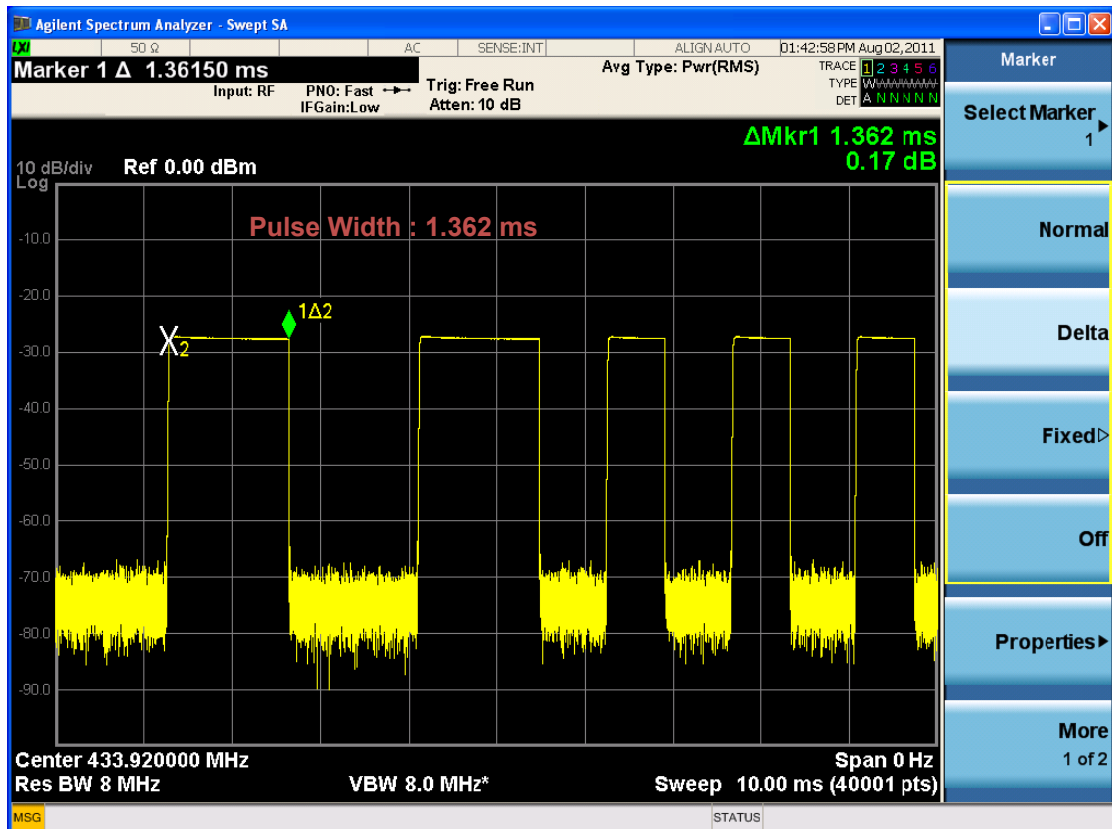 Agilent Spectrum Analyzer - Swept SA
LXI 50 Ω AC SENSE:INT ALIGN AUTO 01:42:58 PM Aug 02, 2011
Marker 1 Δ 1.36150 ms
Input: RF PNO: Fast IFGain:Low
Trig: Free Run
Atten: 10 dB
Avg Type: Pwr(RMS)
TRACE 1 2 3 4 5 6
TYPE WWWWWW
DET A N N N N N
ΔMkr1 1.362 ms
0.17 dB
10 dB/div Ref 0.00 dBm
Log
Pulse Width : 1.362 ms
-10.0
-20.0
-30.0
-40.0
-50.0
-60.0
-70.0
-80.0
-90.0
1Δ2
X2
Center 433.920000 MHz Span 0 Hz
Res BW 8 MHz VBW 8.0 MHz* Sweep 10.00 ms (40001 pts)
MSG STATUS
Marker
Select Marker
1
Normal
Delta
Fixed
Off
Properties
More
1 of 2